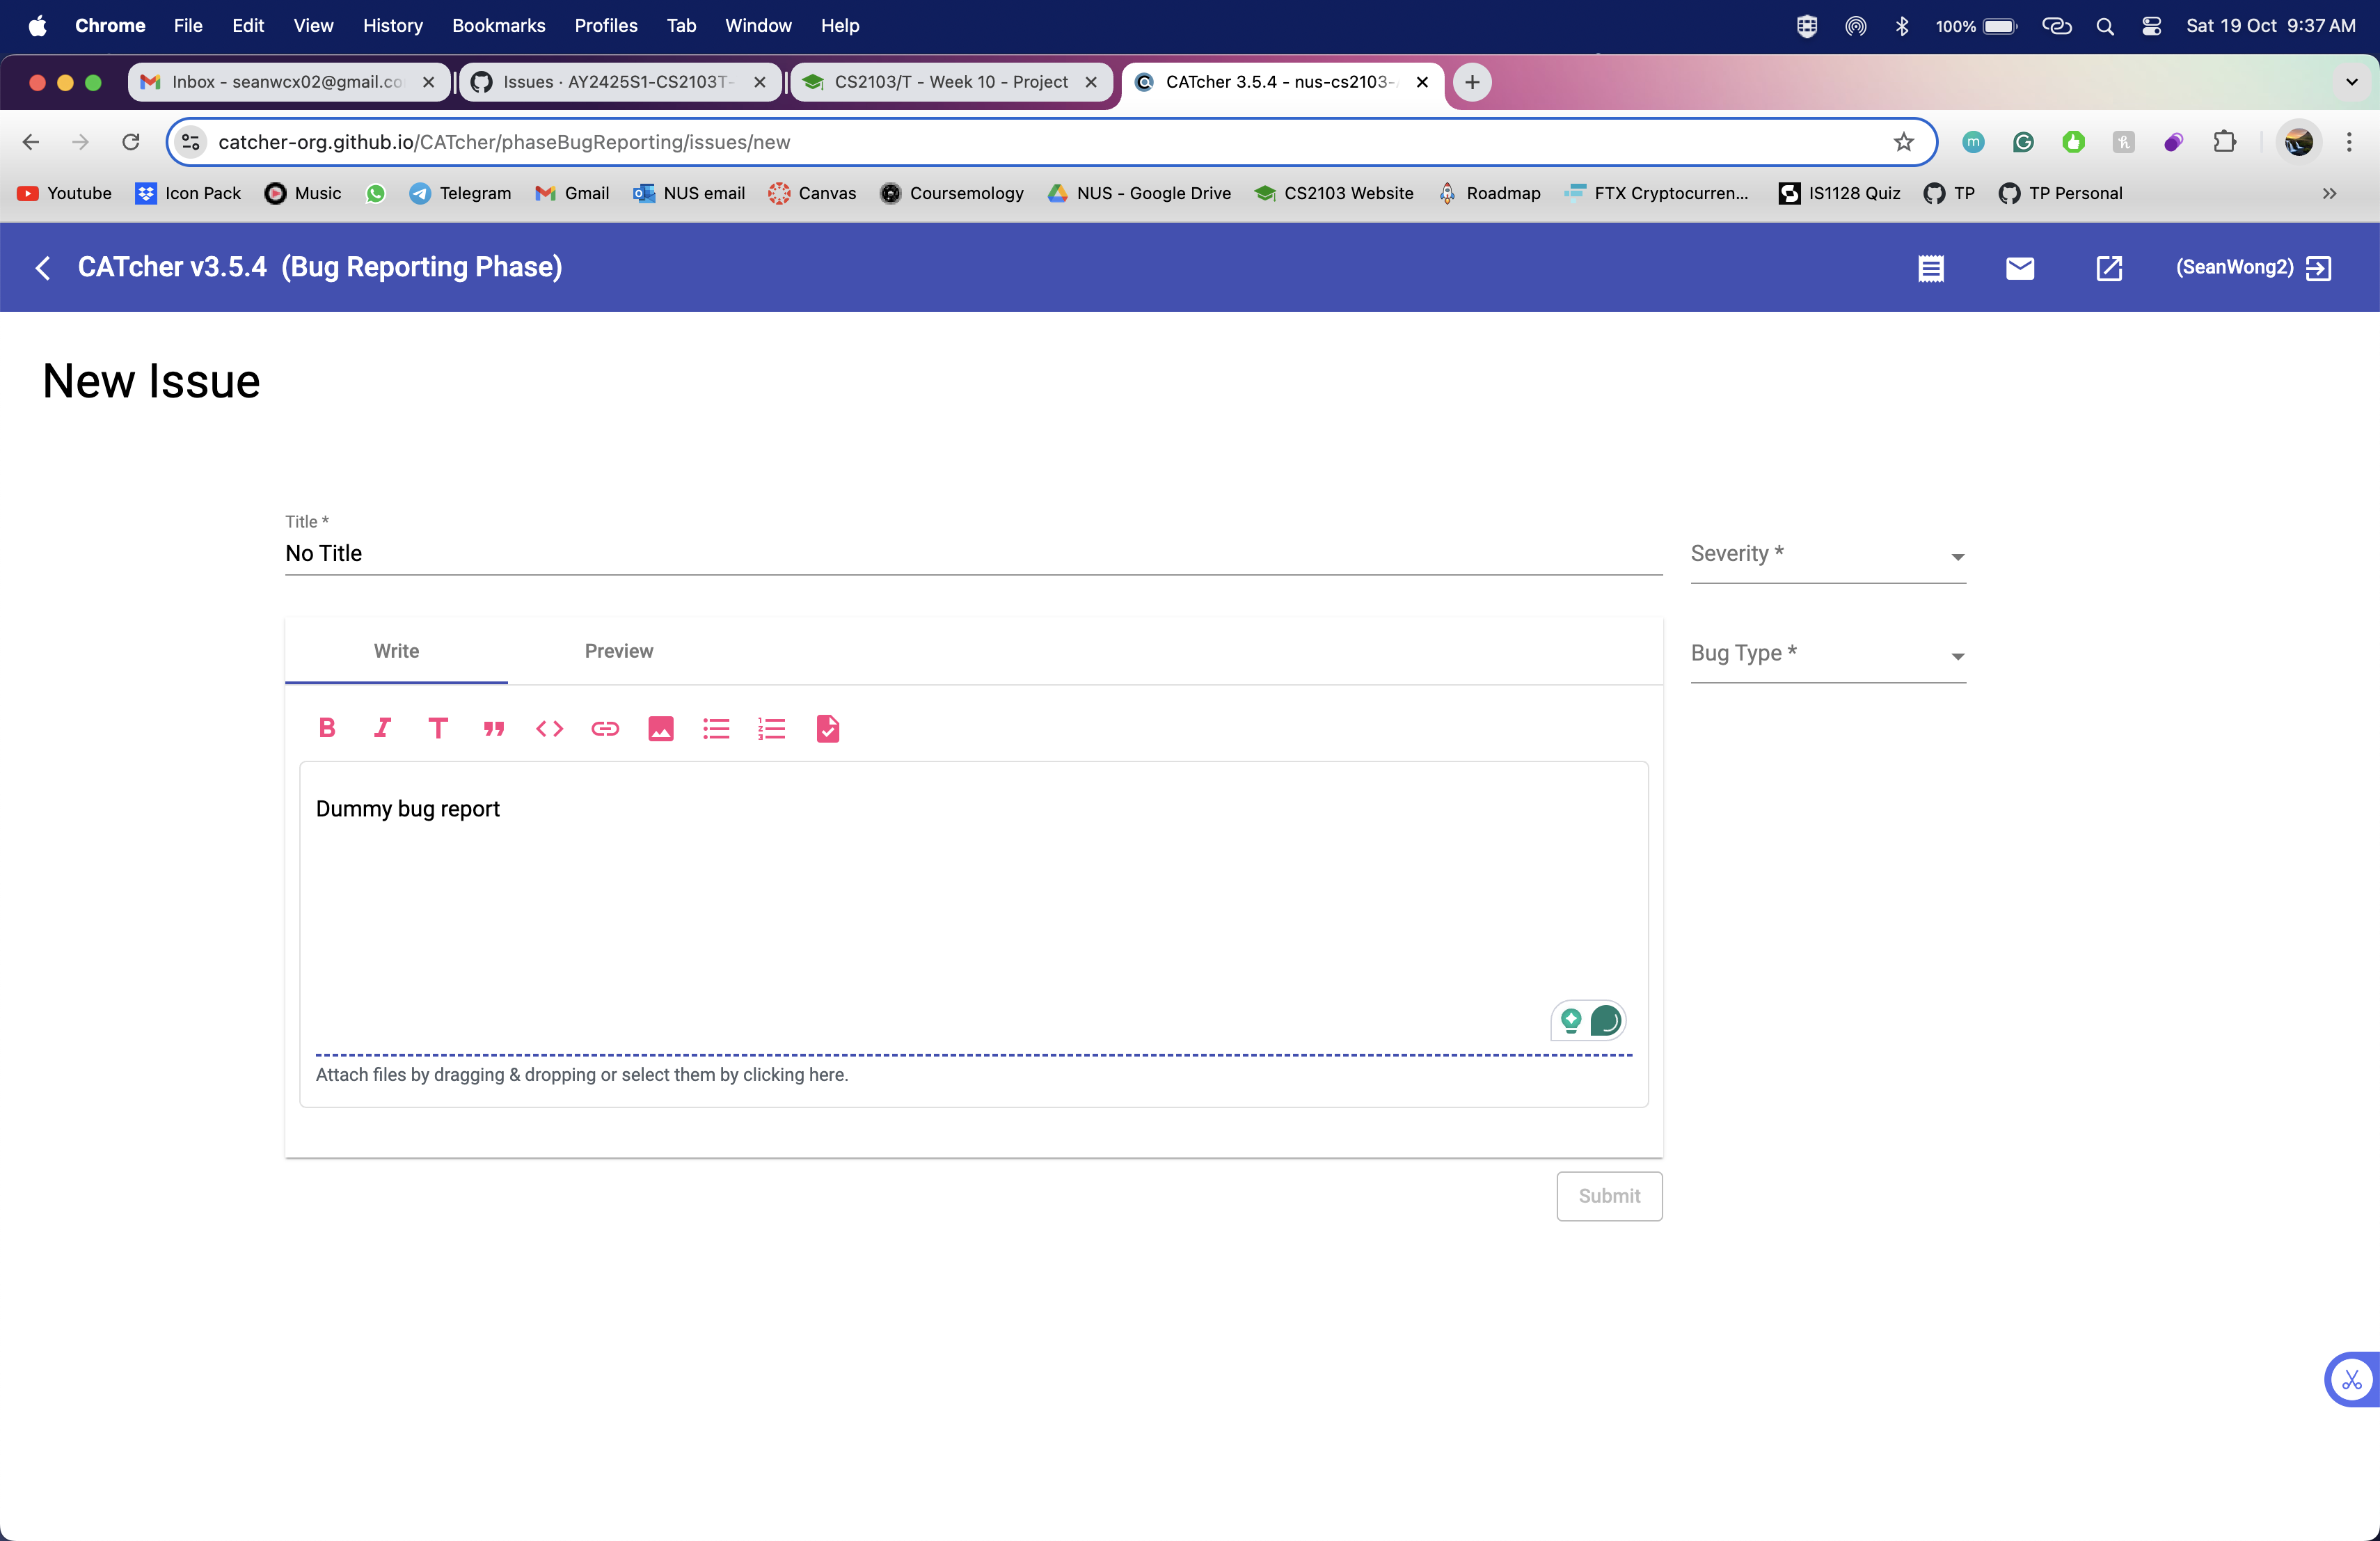 Chrome File Edit View History Bookmarks Profiles Tab Window Help 100% Sat 19 Oct 9:37 AM
Inbox - seanwcx02@gmail.co Issues · AY2425S1-CS2103T- CS2103/T - Week 10 - Project CATcher 3.5.4 - nus-cs2103-
catcher-org.github.io/CATcher/phaseBugReporting/issues/new
Youtube Icon Pack Music Telegram Gmail NUS email Canvas Coursemology NUS - Google Drive CS2103 Website Roadmap FTX Cryptocurren... IS1128 Quiz TP TP Personal
CATcher v3.5.4 (Bug Reporting Phase) (SeanWong2)
New Issue
Title *
No Title
Severity *
Write Preview
Bug Type *
Dummy bug report
Attach files by dragging & dropping or select them by clicking here.
Submit